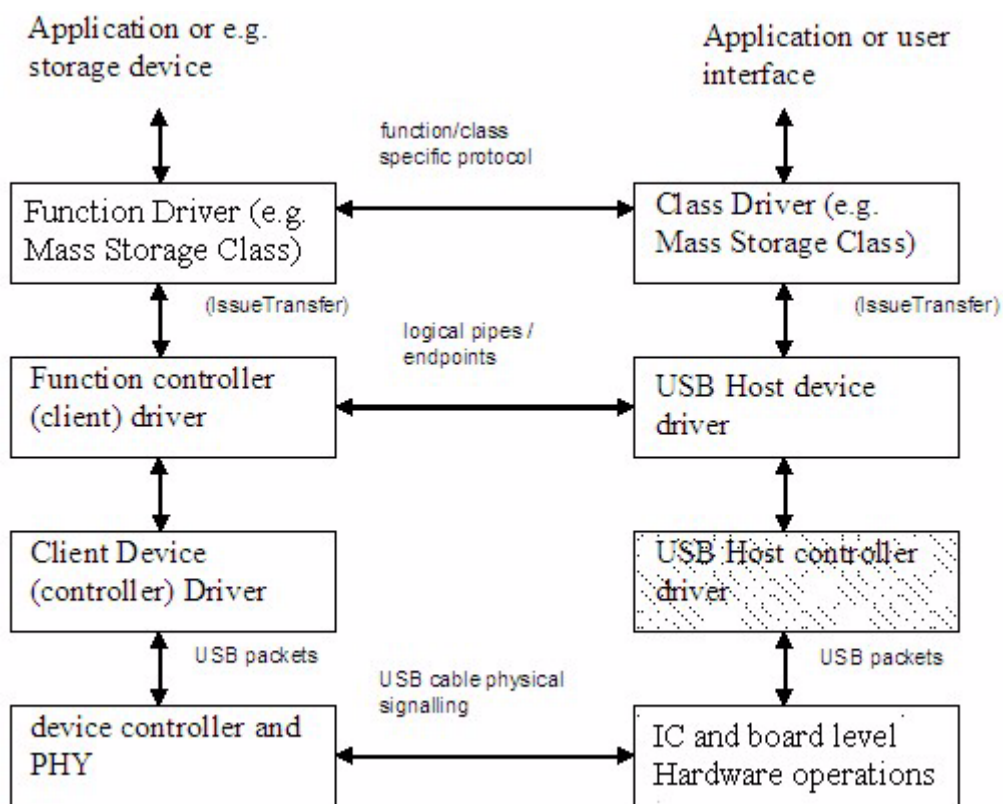 Application or e.g.
storage device
Application or user
interface
function/class
specific protocol
Function Driver (e.g.
Mass Storage Class)
Class Driver (e.g.
Mass Storage Class)
(IssueTransfer)
(IssueTransfer)
logical pipes /
endpoints
Function controller
(client) driver
USB Host device
driver
Client Device
(controller) Driver
USB Host controller
driver
USB packets
USB packets
USB cable physical
signalling
device controller and
PHY
IC and board level
Hardware operations